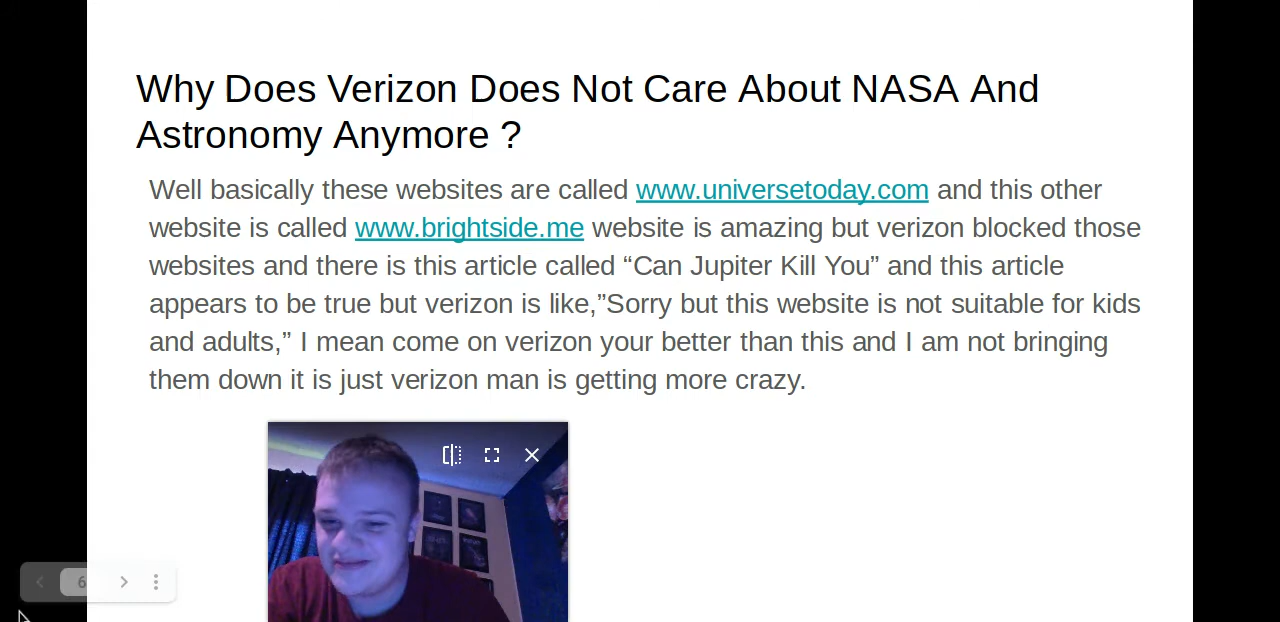 Why Does Verizon Does Not Care About NASA And
Astronomy Anymore ?
Well basically these websites are called www.universetoday.com and this other
website is called www.brightside.me website is amazing but verizon blocked those
websites and there is this article called “Can Jupiter Kill You” and this article
appears to be true but verizon is like,”Sorry but this website is not suitable for kids
and adults,” I mean come on verizon your better than this and I am not bringing
them down it is just verizon man is getting more crazy.
6